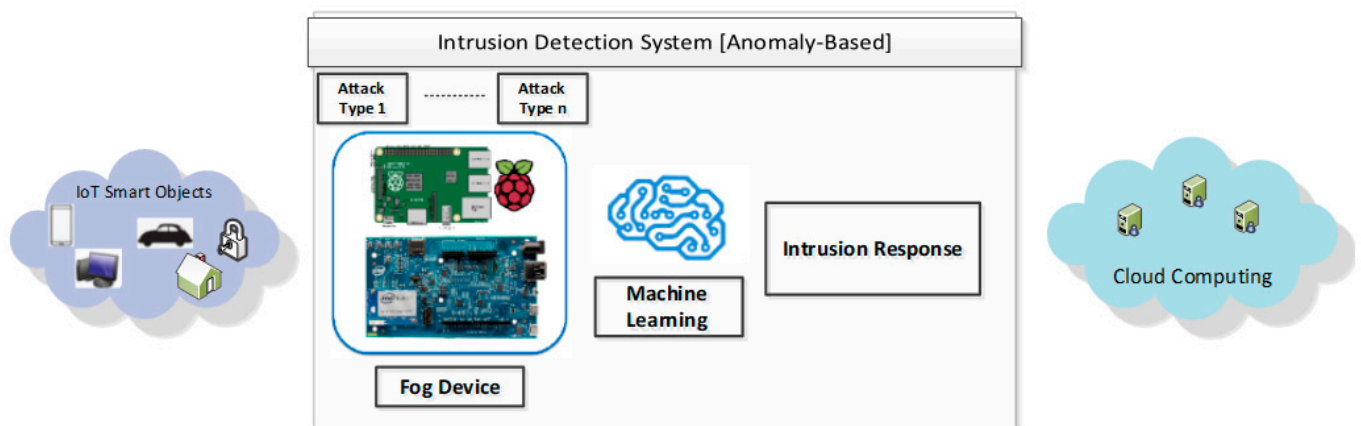 Intrusion Detection System [Anomaly-Based]
Attack
Type 1
Attack
Type n
IoT Smart Objects
Fog Device
Machine
Learning
Intrusion Response
Cloud Computing